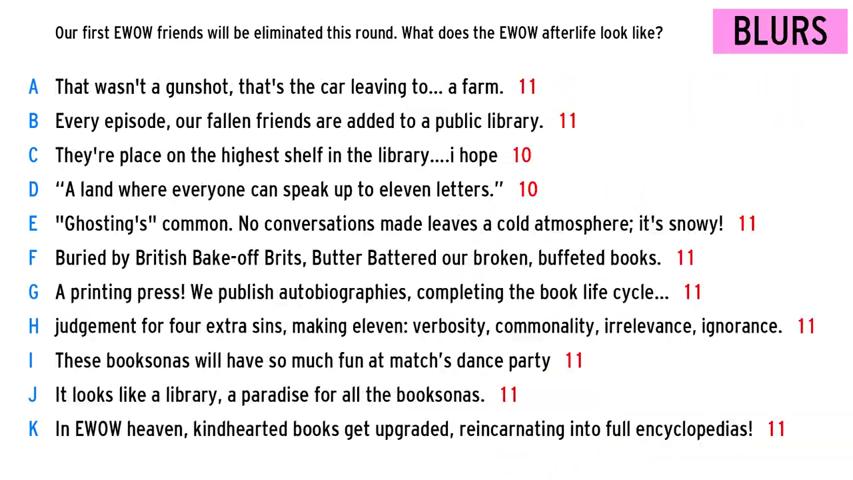 Our first EWOW friends will be eliminated this round. What does the EWOW afterlife look like?
BLURS
A That wasn't a gunshot, that's the car leaving to... a farm. 11
B Every episode, our fallen friends are added to a public library. 11
C They're place on the highest shelf in the library....i hope 10
D “A land where everyone can speak up to eleven letters.” 10
E "Ghosting's" common. No conversations made leaves a cold atmosphere; it's snowy! 11
F Buried by British Bake-off Brits, Butter Battered our broken, buffeted books. 11
G A printing press! We publish autobiographies, completing the book life cycle... 11
H judgement for four extra sins, making eleven: verbosity, commonality, irrelevance, ignorance. 11
I These booksonas will have so much fun at match’s dance party 11
J It looks like a library, a paradise for all the booksonas. 11
K In EWOW heaven, kindhearted books get upgraded, reincarnating into full encyclopedias! 11